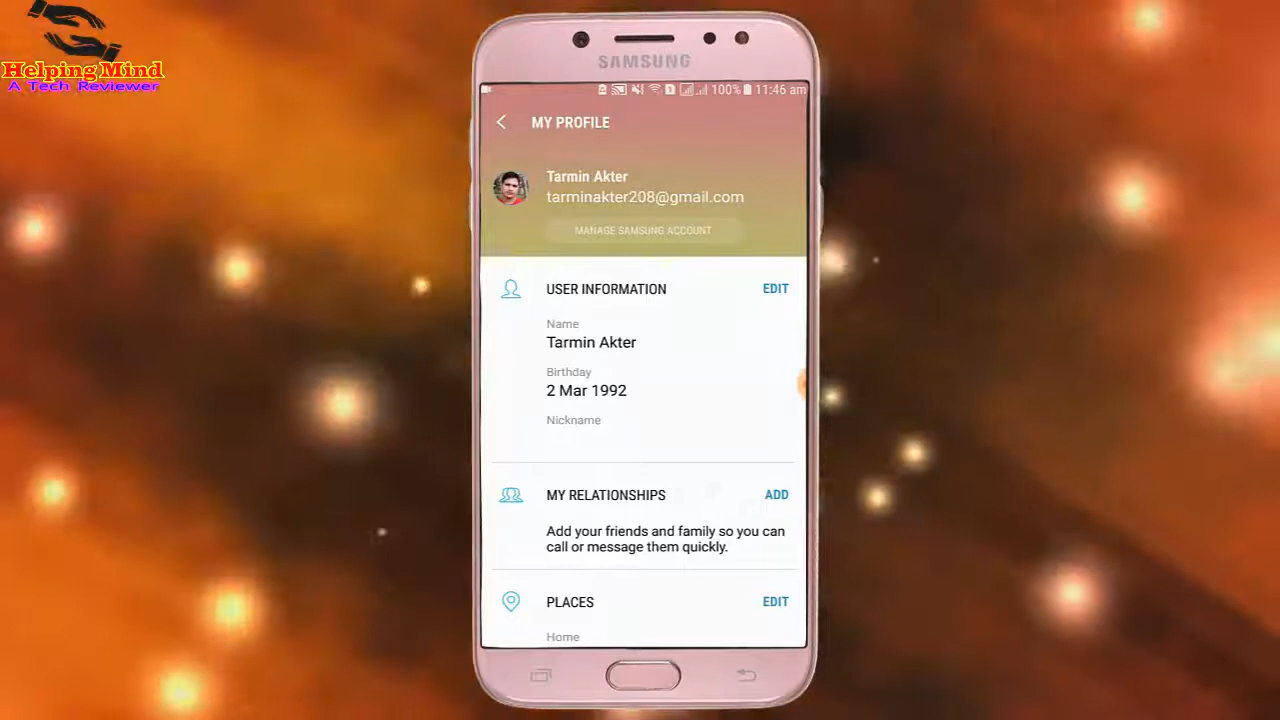 Helping Mind
A Tech Reviewer
SAMSUNG
100% 11:46 am
MY PROFILE
Tarmin Akter
tarminakter208@gmail.com
MANAGE SAMSUNG ACCOUNT
USER INFORMATION EDIT
Name
Tarmin Akter
Birthday
2 Mar 1992
Nickname
MY RELATIONSHIPS ADD
Add your friends and family so you can
call or message them quickly.
PLACES EDIT
Home